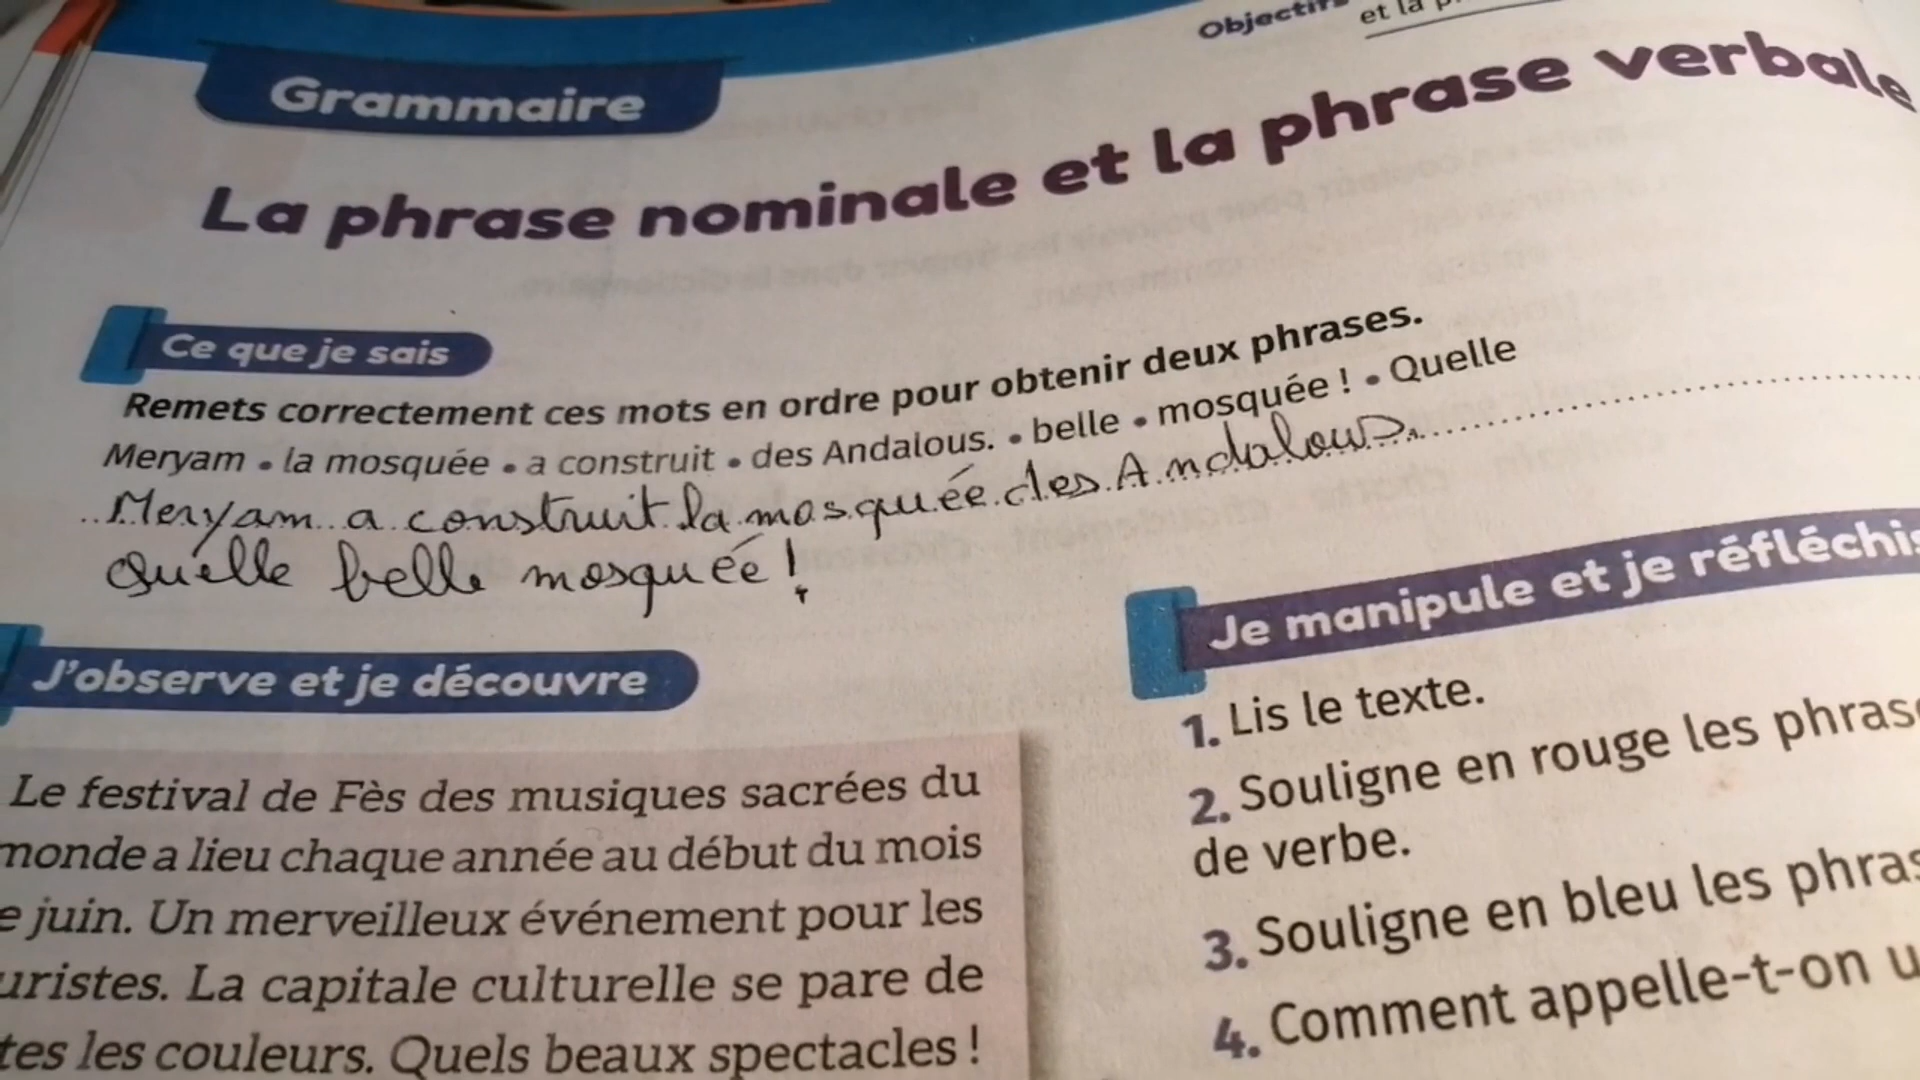 Objectifs
et la
Grammaire
La phrase nominale et la phrase verbale
Ce que je sais
Remets correctement ces mots en ordre pour obtenir deux phrases.
Meryam • la mosquée • a construit • des Andalous. • belle • mosquée ! • Quelle
Meryam a construit la mosquée des Andalous.
Quelle belle mosquée !
J'observe et je découvre
Le festival de Fès des musiques sacrées du
monde a lieu chaque année au début du mois
e juin. Un merveilleux événement pour les
uristes. La capitale culturelle se pare de
tes les couleurs. Quels beaux spectacles !
Je manipule et je réfléchis
1. Lis le texte.
2. Souligne en rouge les phrase
de verbe.
3. Souligne en bleu les phras
4. Comment appelle-t-on u